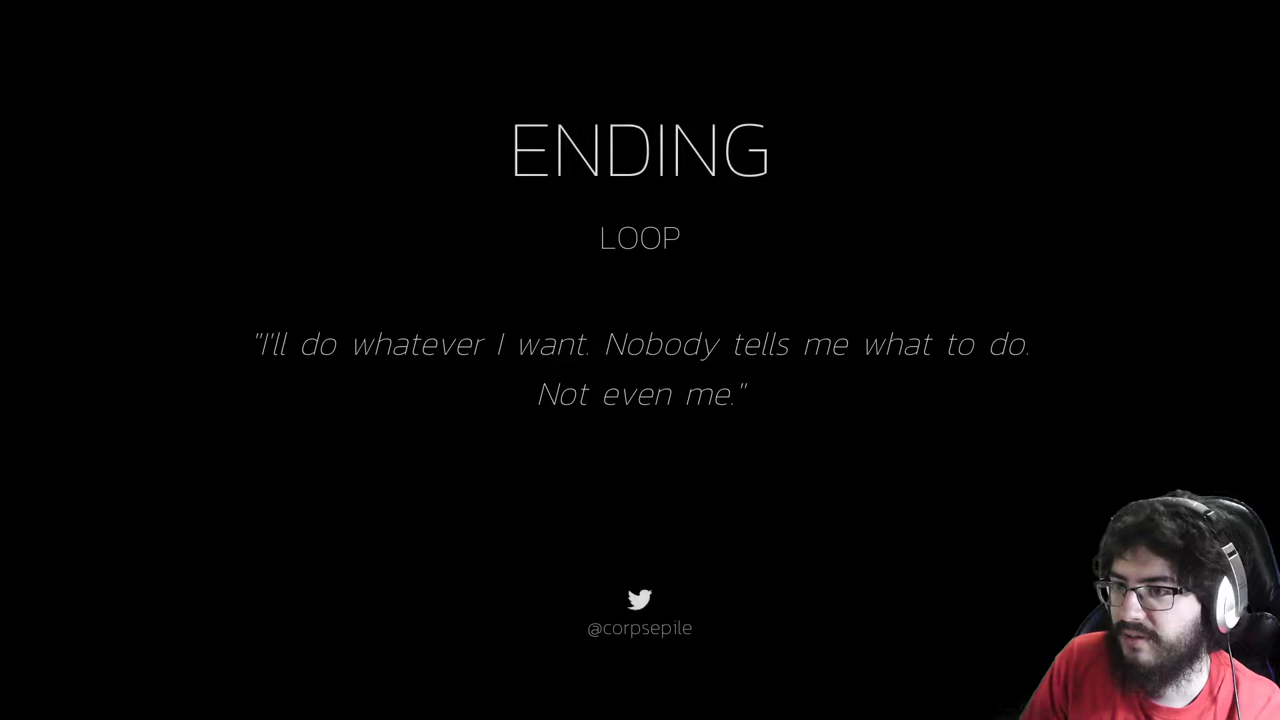 ENDING
LOOP
"I'll do whatever I want. Nobody tells me what to do.
Not even me."
@corpsepile